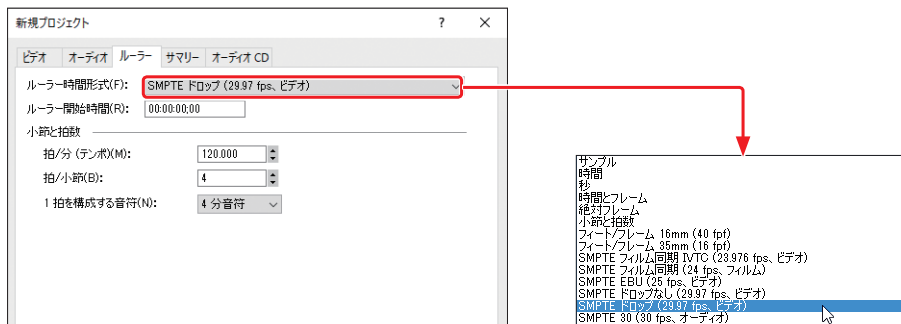 新規プロジェクト
?
×
ビデオ オーディオ ルーラー サマリー オーディオ CD
ルーラー時間形式(F): SMPTE ドロップ (29.97 fps、ビデオ)
ルーラー開始時間(R): 00:00:00;00
小節と拍数
拍/分 (テンポ)(M): 120.000
拍/小節(B): 4
1 拍を構成する音符(N): 4 分音符
サンプル
時間
秒
時間とフレーム
絶対フレーム
小節と拍数
フィート/フレーム 16mm (40 fpf)
フィート/フレーム 35mm (16 fpf)
SMPTE フィルム同期 IVTC (23.976 fps、ビデオ)
SMPTE フィルム同期 (24 fps、フィルム)
SMPTE EBU (25 fps、ビデオ)
SMPTE ドロップなし (29.97 fps、ビデオ)
SMPTE ドロップ (29.97 fps、ビデオ)
SMPTE 30 (30 fps、オーディオ)